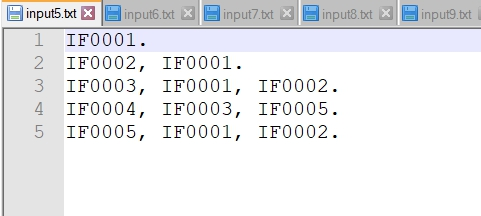 input5.txt input6.txt input7.txt input8.txt input9.txt
1 IF0001.
2 IF0002, IF0001.
3 IF0003, IF0001, IF0002.
4 IF0004, IF0003, IF0005.
5 IF0005, IF0001, IF0002.